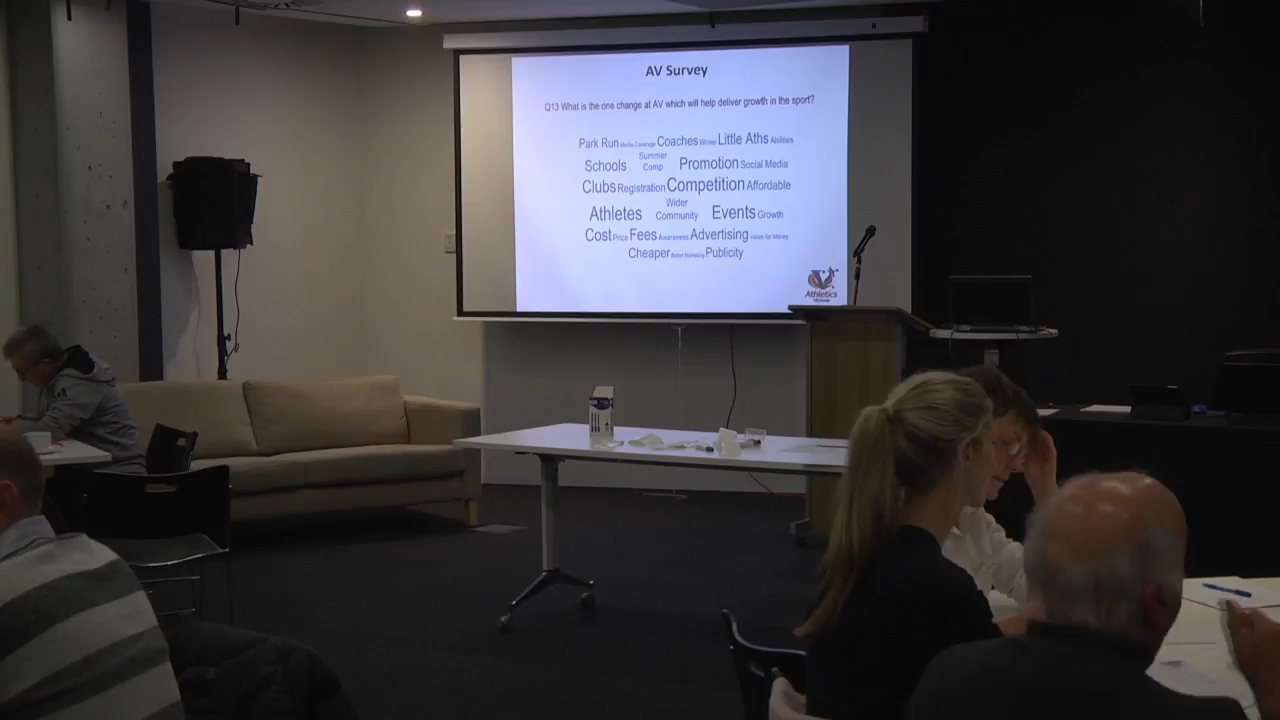 AV Survey
Q13 What is the one change at AV which will help deliver growth in the sport?
Park Run Media Coverage Coaches Winter Little Aths Abilities
Schools Summer Comp Promotion Social Media
Clubs Registration Competition Affordable
Athletes Wider Community Events Growth
Cost Price Fees Awareness Advertising Value for Money
Cheaper Better Marketing Publicity
Athletics